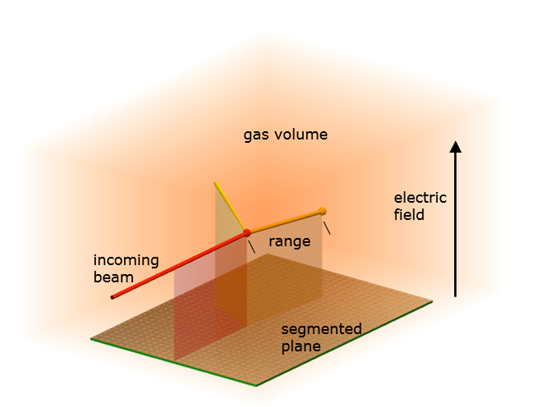 gas volume
electric
field
range
incoming
beam
segmented
plane